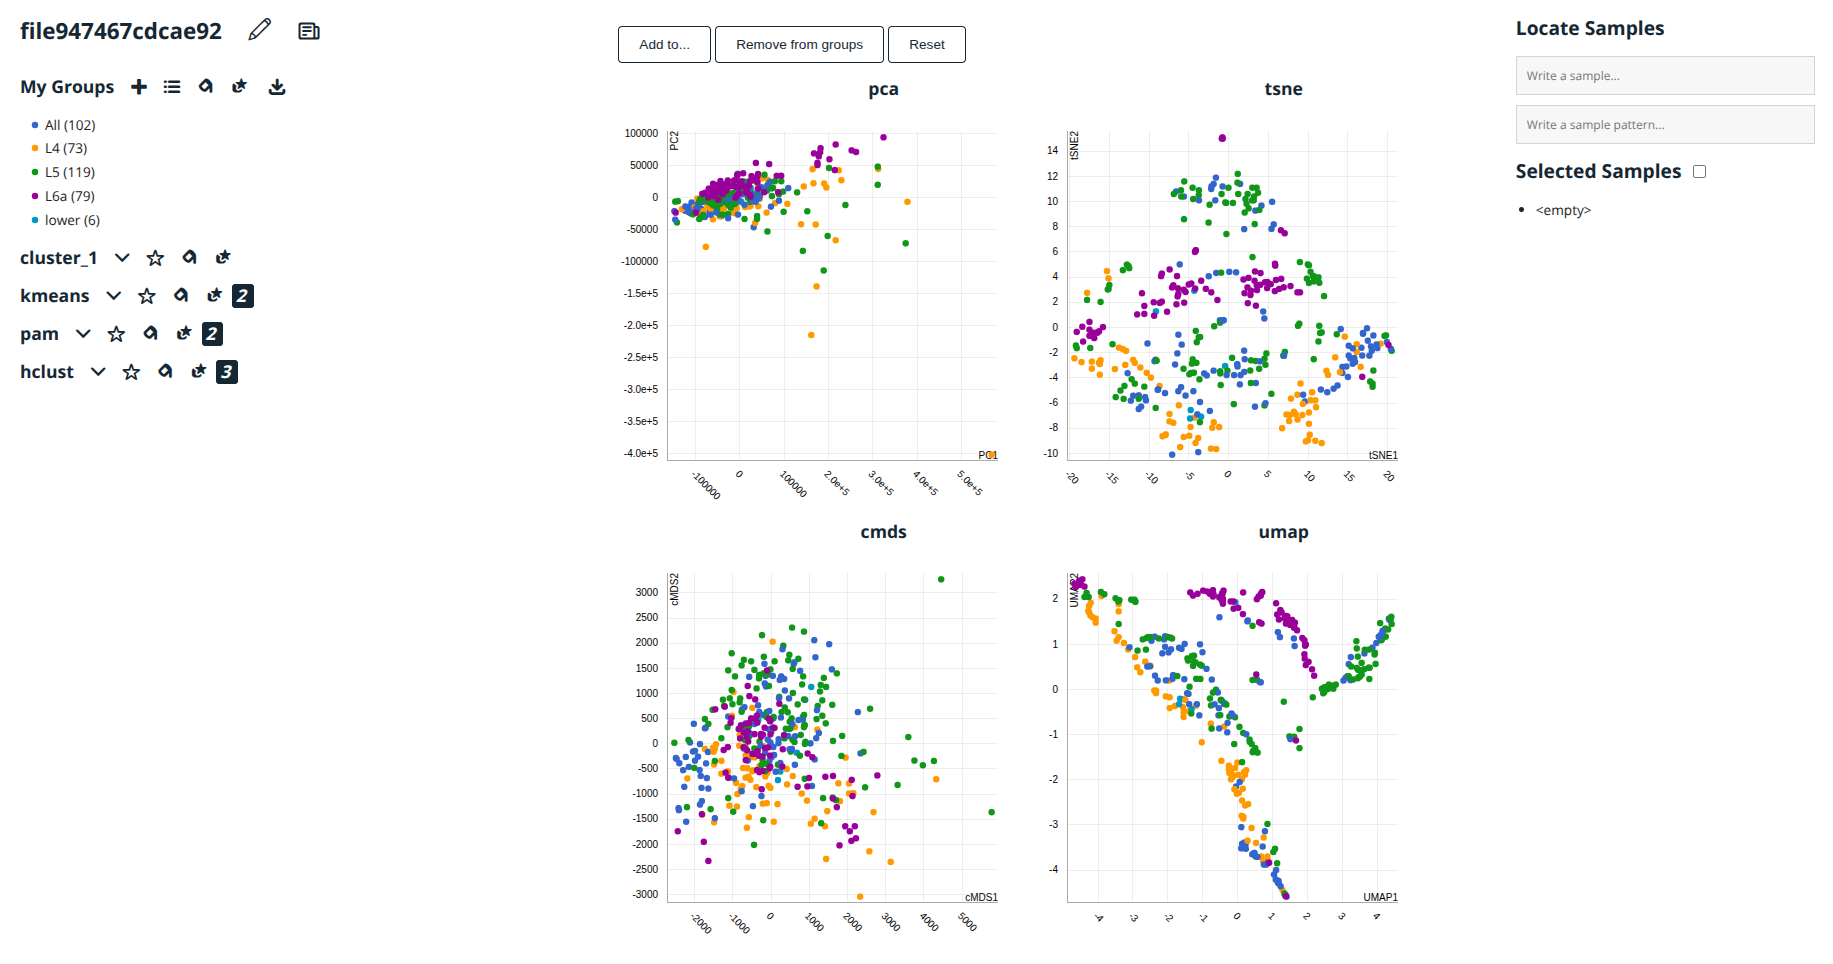 file947467cdcae92
My Groups
All (102)
L4 (73)
L5 (119)
L6a (79)
lower (6)
cluster_1
kmeans 2
pam 2
hclust 3
Add to... Remove from groups Reset
pca
PC2
100000
50000
0
-50000
-100000
-1.5e+5
-2.0e+5
-2.5e+5
-3.0e+5
-3.5e+5
-4.0e+5
PC1
-100000 0 100000 2.0e+5 3.0e+5 4.0e+5 5.0e+5
tsne
tSNE2
14
12
10
8
6
4
2
0
-2
-4
-6
-8
-10
tSNE1
-20 -15 -10 -5 0 5 10 15 20
cmds
cMDS2
3000
2500
2000
1500
1000
500
0
-500
-1000
-1500
-2000
-2500
-3000
cMDS1
-2000 -1000 0 1000 2000 3000 4000 5000
umap
UMAP2
2
1
0
-1
-2
-3
-4
UMAP1
-4 -3 -2 -1 0 1 2 3 4
Locate Samples
Write a sample...
Write a sample pattern...
Selected Samples
<empty>